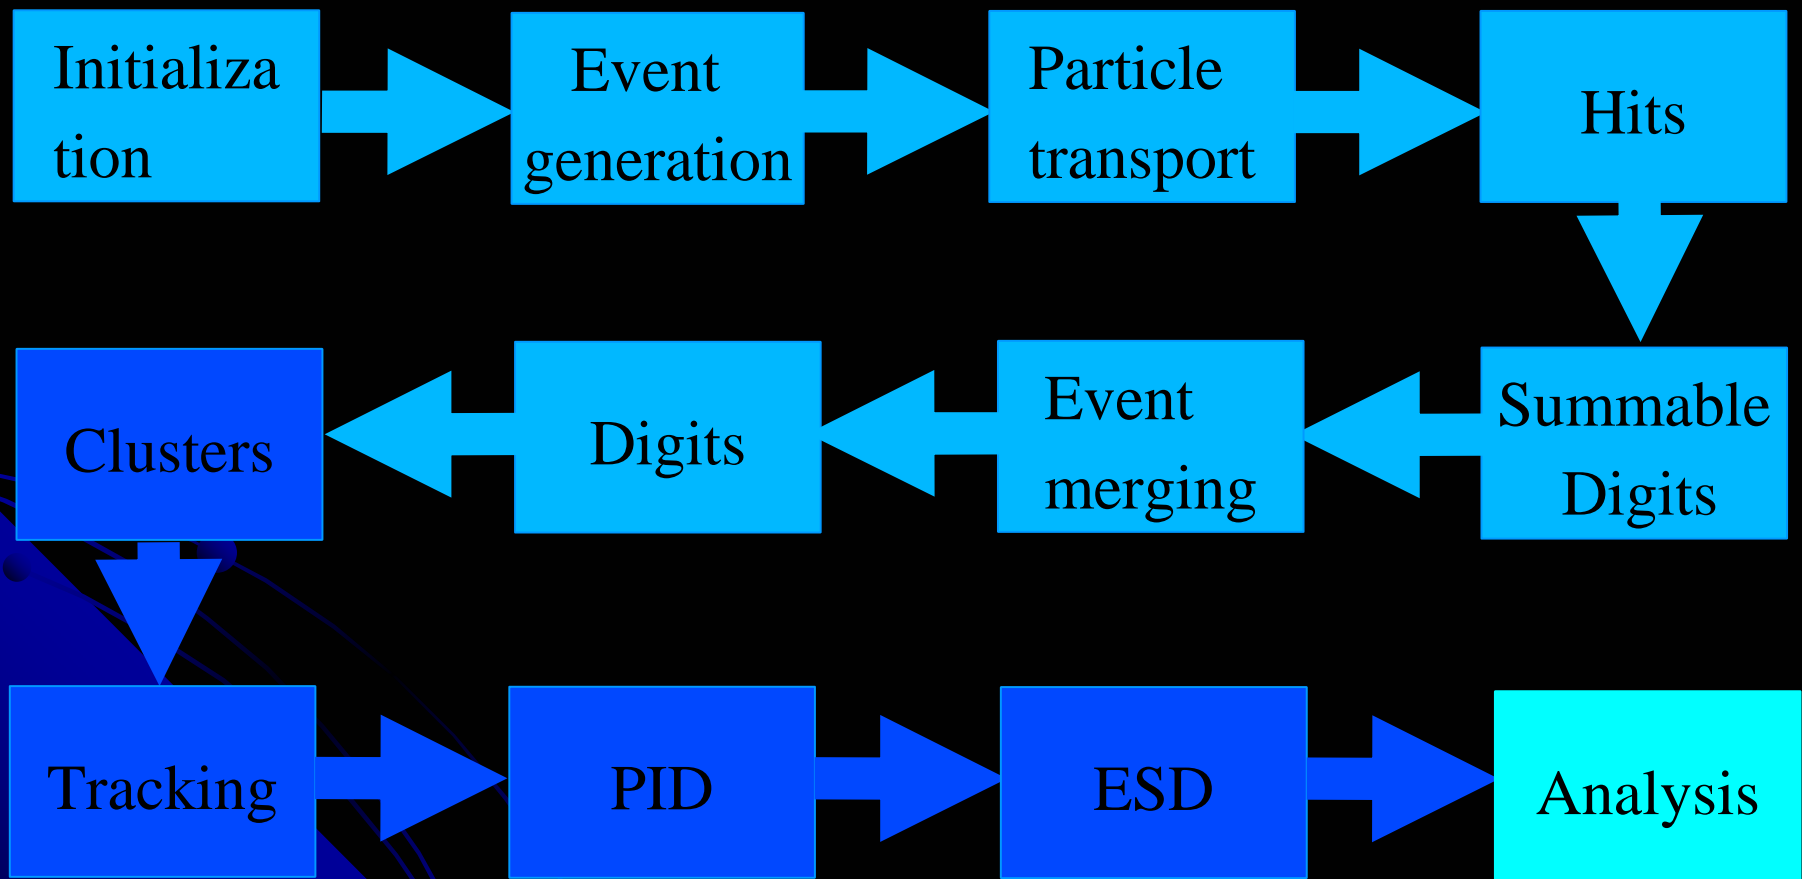 Initializa
tion
Event
generation
Particle
transport
Hits
Summable
Digits
Event
merging
Digits
Clusters
Tracking
PID
ESD
Analysis